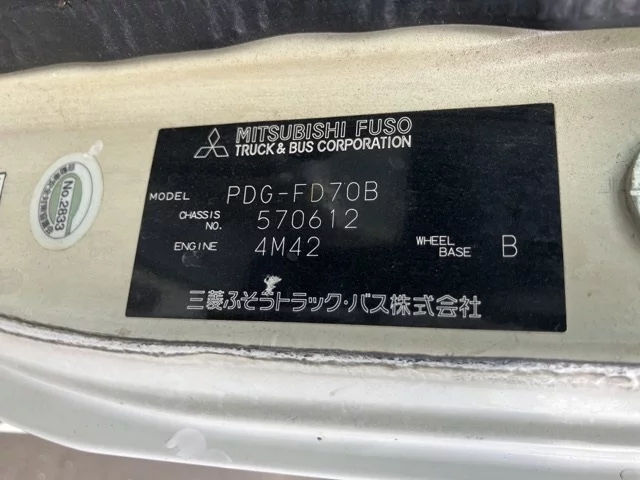 MITSUBISHI FUSO
TRUCK & BUS CORPORATION
MODEL PDG-FD70B
CHASSIS NO. 570612
ENGINE 4M42 WHEEL BASE B
三菱ふそうトラック・バス株式会社
No.2833